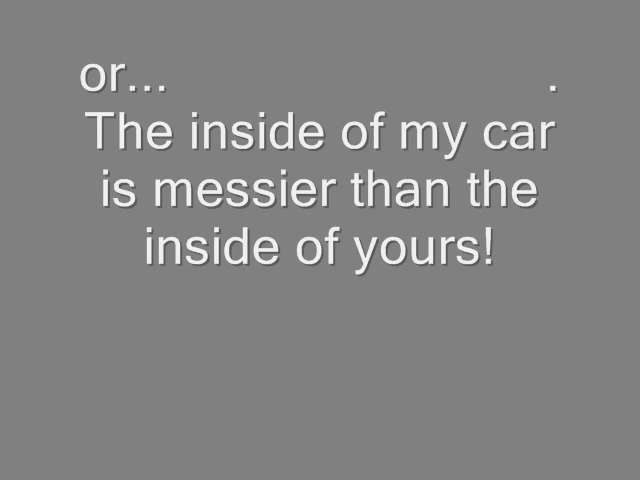 or... .
The inside of my car
is messier than the
inside of yours!